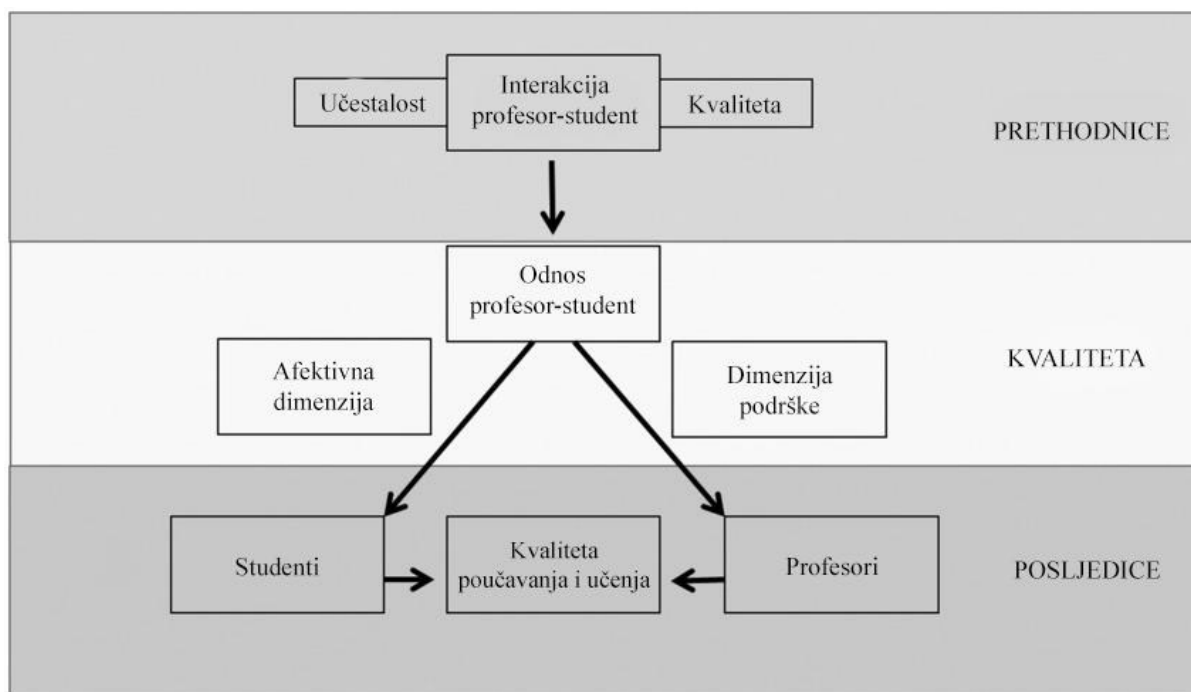 Učestalost
Interakcija
profesor-student
Kvaliteta
PRETHODNICE
Odnos
profesor-student
Afektivna
dimenzija
Dimenzija
podrške
KVALITETA
Studenti
Kvaliteta
poučavanja i učenja
Profesori
POSLJEDICE